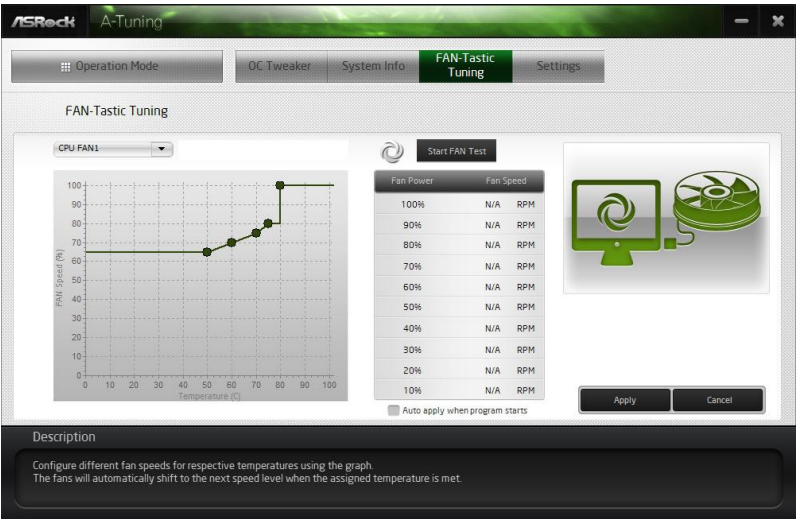 ASRock A-Tuning
Operation Mode
OC Tweaker
System Info
FAN-Tastic
Tuning
Settings
FAN-Tastic Tuning
CPU FAN1
Start FAN Test
FAN Speed (%)
100
90
80
70
60
50
40
30
20
10
0
0 10 20 30 40 50 60 70 80 90 100
Temperature (C)
Fan Power Fan Speed
100% N/A RPM
90% N/A RPM
80% N/A RPM
70% N/A RPM
60% N/A RPM
50% N/A RPM
40% N/A RPM
30% N/A RPM
20% N/A RPM
10% N/A RPM
Auto apply when program starts
Apply
Cancel
Description
Configure different fan speeds for respective temperatures using the graph.
The fans will automatically shift to the next speed level when the assigned temperature is met.